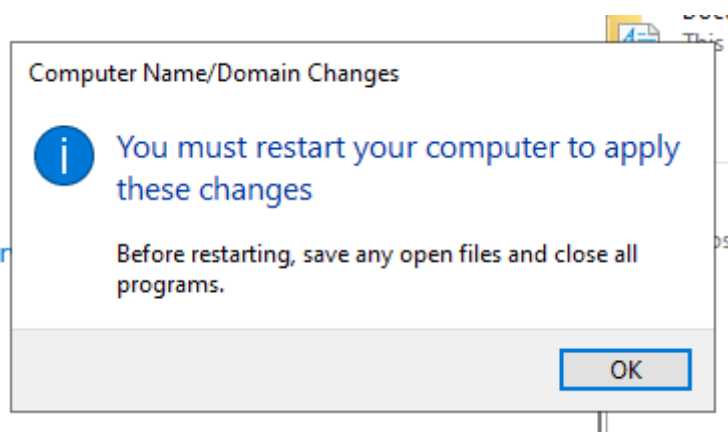 This
Computer Name/Domain Changes
You must restart your computer to apply
these changes
Before restarting, save any open files and close all
programs.
OK